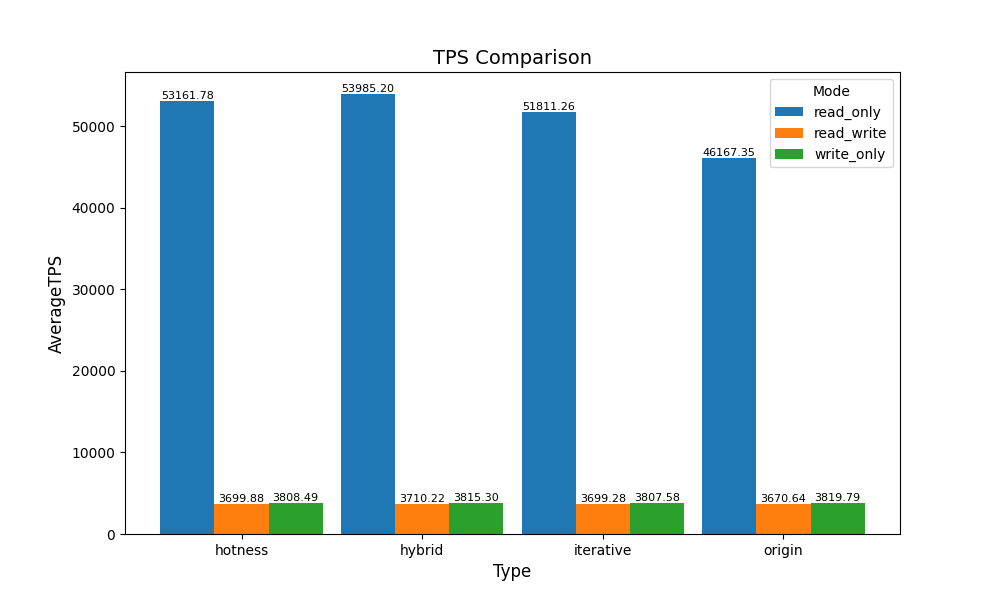 TPS Comparison
Mode
read_only
read_write
write_only
53161.78
53985.20
51811.26
46167.35
3699.88
3808.49
3710.22
3815.30
3699.28
3807.58
3670.64
3819.79
50000
40000
30000
20000
10000
0
AverageTPS
hotness
hybrid
iterative
origin
Type